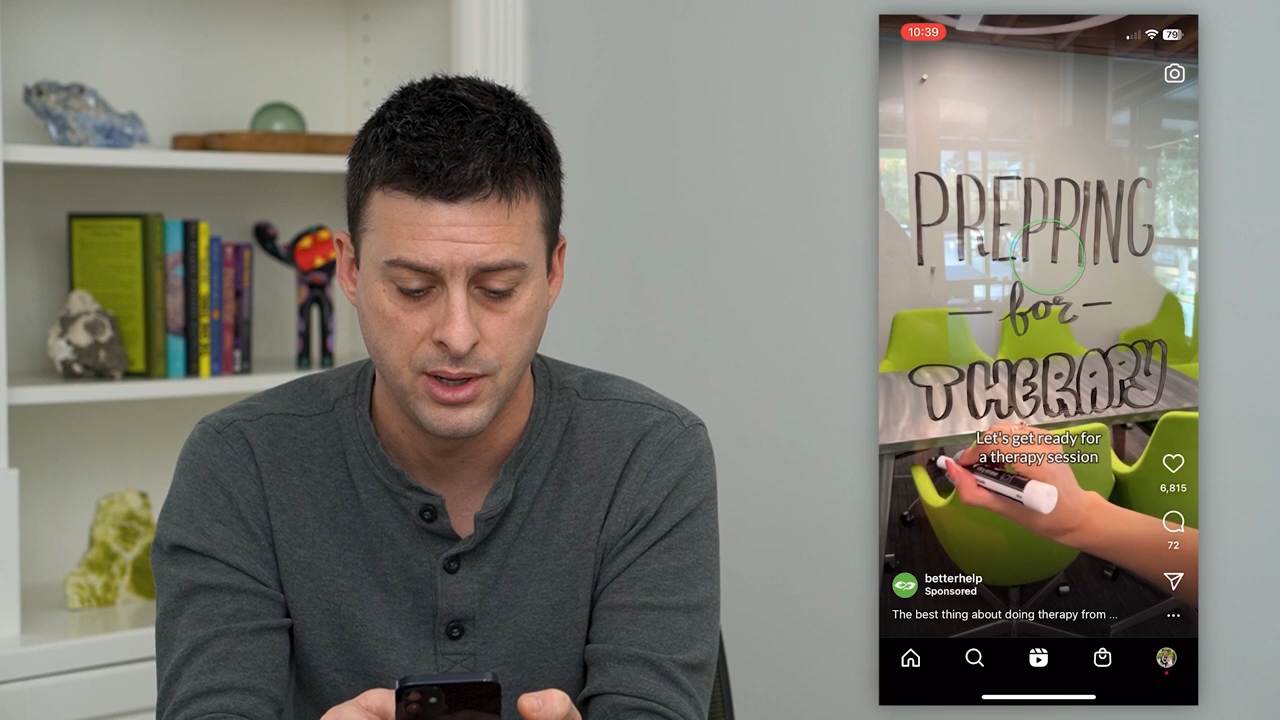 10:39
79
PREPPING
— for —
THERAPY
Let's get ready for
a therapy session
6,815
72
betterhelp
Sponsored
The best thing about doing therapy from ...